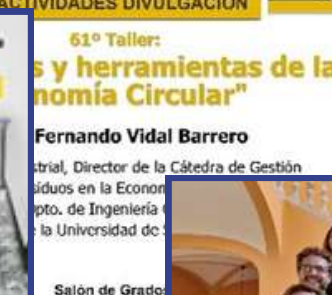 ACTIVIDADES DIVULGACIÓN
61º Taller:
s y herramientas de la
nomía Circular"
Fernando Vidal Barrero
strial, Director de la Cátedra de Gestión
siduos en la Econom
pto. de Ingeniería
la Universidad de
Salón de Grados